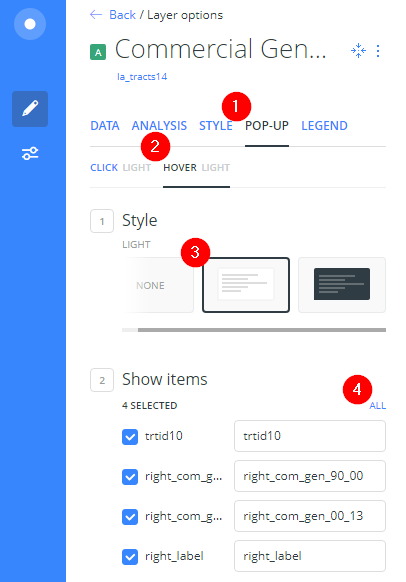 ← Back / Layer options
A Commercial Gen...
la_tracts14
1
DATA ANALYSIS STYLE POP-UP LEGEND
2
CLICK LIGHT HOVER LIGHT
1 Style
LIGHT
3
NONE
2 Show items
4
4 SELECTED ALL
trtid10 trtid10
right_com_g... right_com_gen_90_00
right_com_g... right_com_gen_00_13
right_label right_label